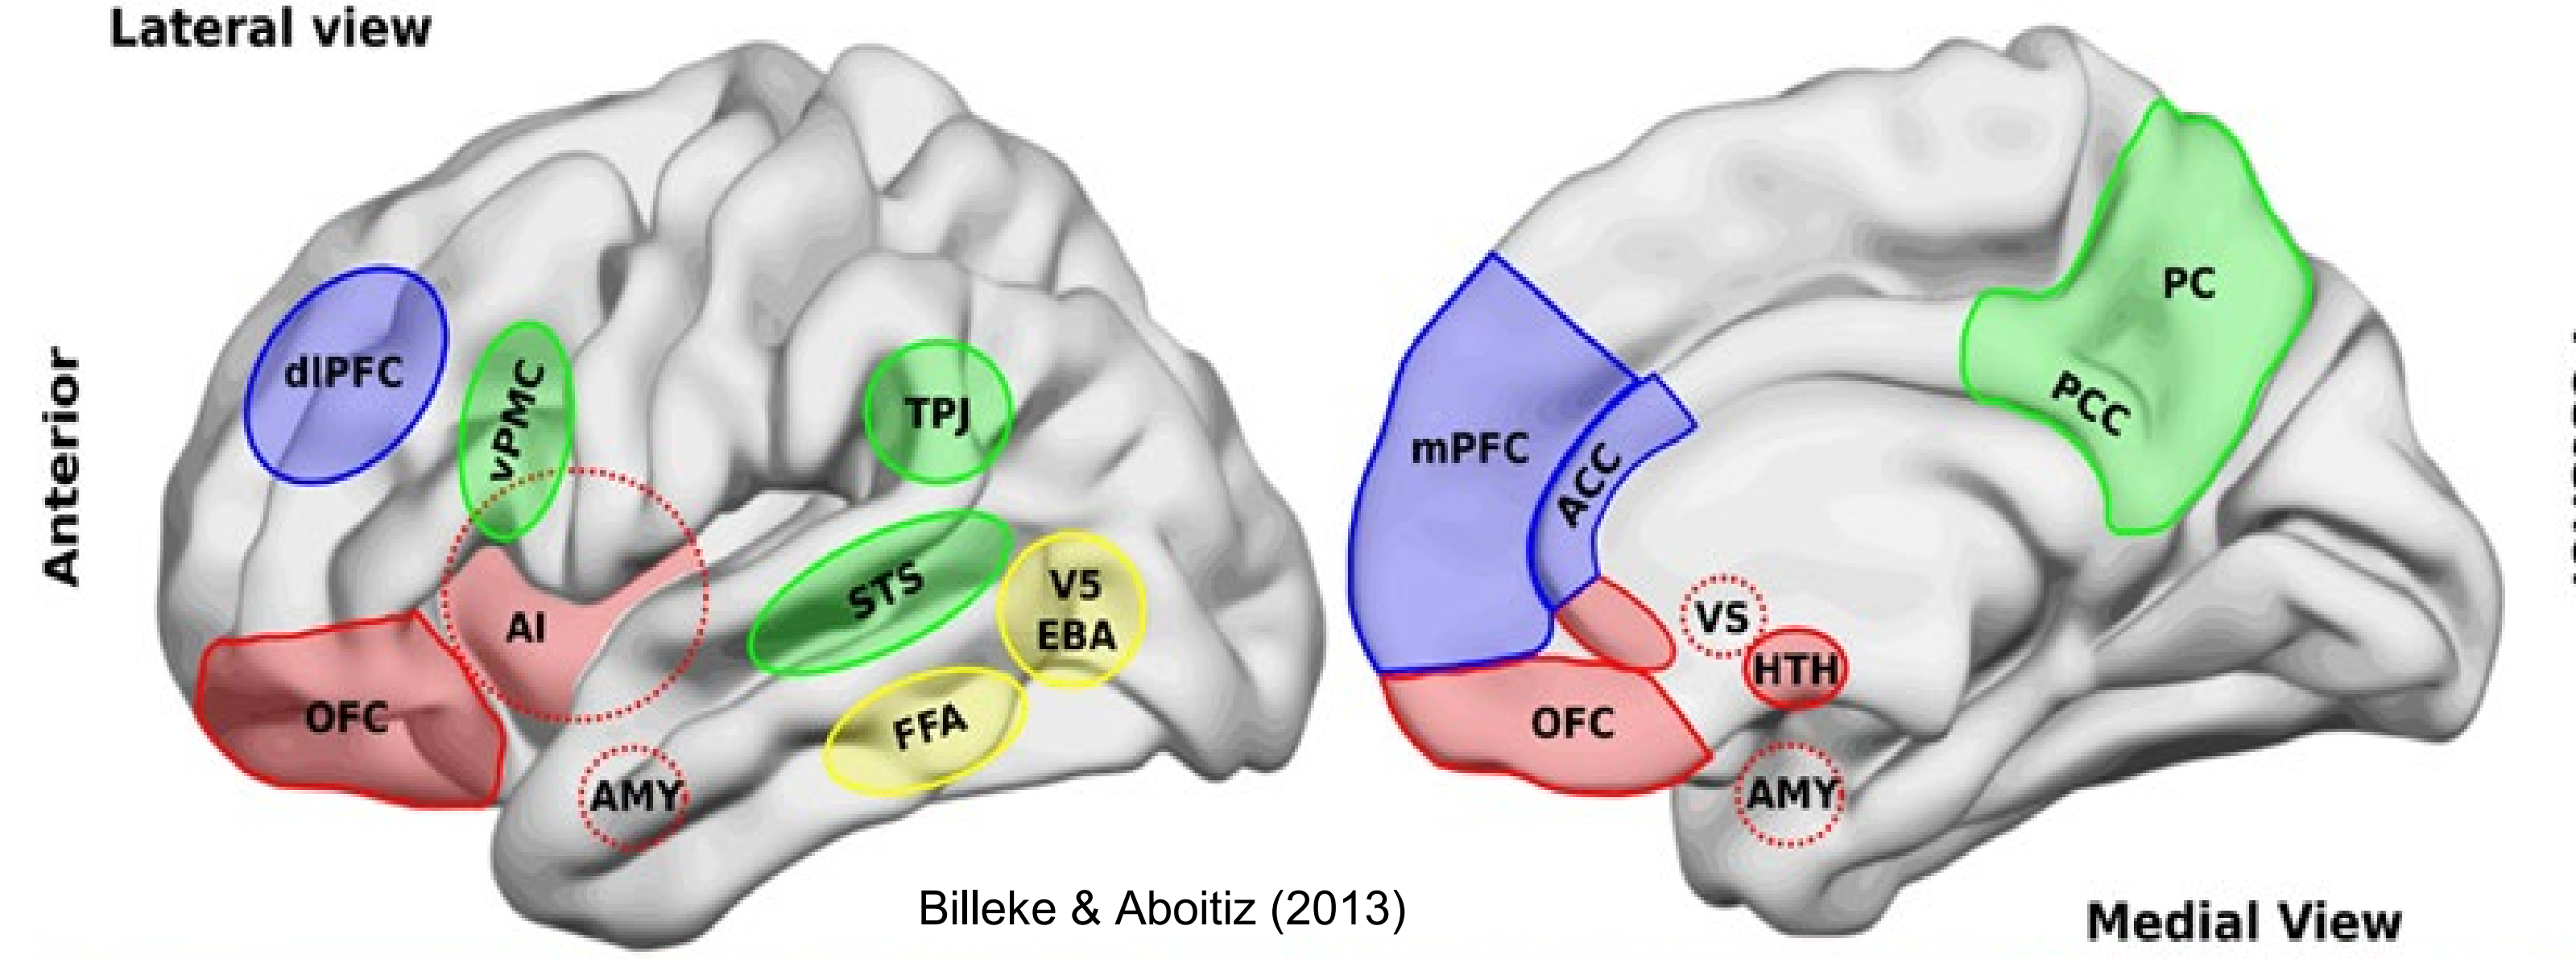 Lateral view
Anterior
dlPFC
vPMC
TPJ
AI
STS
V5
EBA
OFC
FFA
AMY
mPFC
ACC
PC
PCC
VS
HTH
OFC
AMY
Billeke & Aboitiz (2013)
Medial View